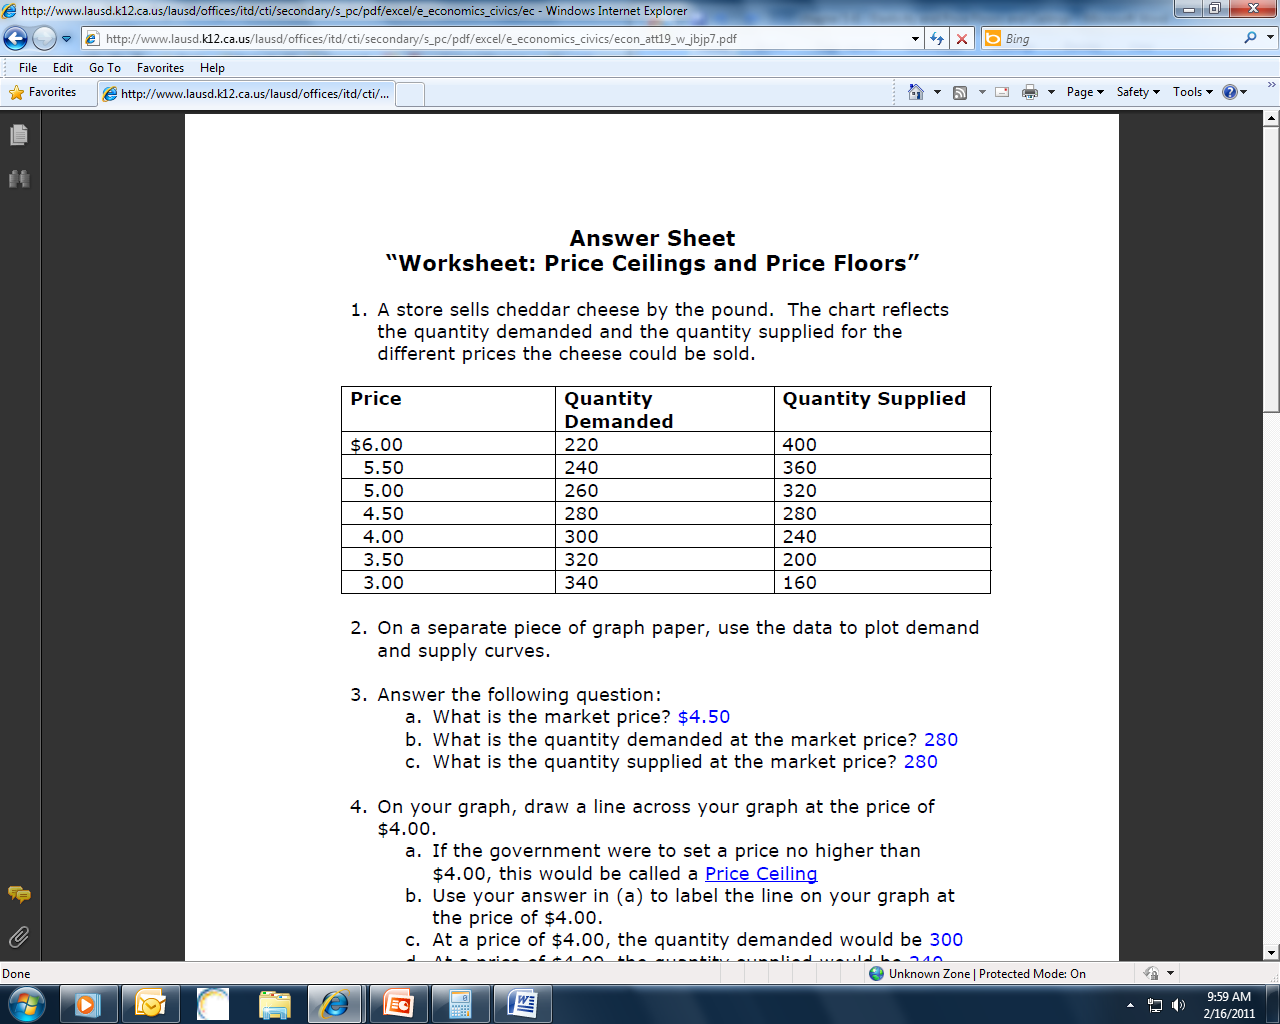 http://www.lausd.k12.ca.us/lausd/offices/itd/cti/secondary/s_pc/pdf/excel/e_economics_civics/ec - Windows Internet Explorer
http://www.lausd.k12.ca.us/lausd/offices/itd/cti/secondary/s_pc/pdf/excel/e_economics_civics/econ_att19_w_jbjp7.pdf
Bing
File Edit Go To Favorites Help
Favorites
http://www.lausd.k12.ca.us/lausd/offices/itd/cti/...
Page Safety Tools
Answer Sheet
“Worksheet: Price Ceilings and Price Floors”
1. A store sells cheddar cheese by the pound. The chart reflects
the quantity demanded and the quantity supplied for the
different prices the cheese could be sold.
Price Quantity Demanded Quantity Supplied
$6.00 220 400
5.50 240 360
5.00 260 320
4.50 280 280
4.00 300 240
3.50 320 200
3.00 340 160
2. On a separate piece of graph paper, use the data to plot demand
and supply curves.
3. Answer the following question:
a. What is the market price? $4.50
b. What is the quantity demanded at the market price? 280
c. What is the quantity supplied at the market price? 280
4. On your graph, draw a line across your graph at the price of
$4.00.
a. If the government were to set a price no higher than
$4.00, this would be called a Price Ceiling
b. Use your answer in (a) to label the line on your graph at
the price of $4.00.
c. At a price of $4.00, the quantity demanded would be 300
d. At a price of $4.00, the quantity supplied would be 240
Done
Unknown Zone | Protected Mode: On
9:59 AM
2/16/2011